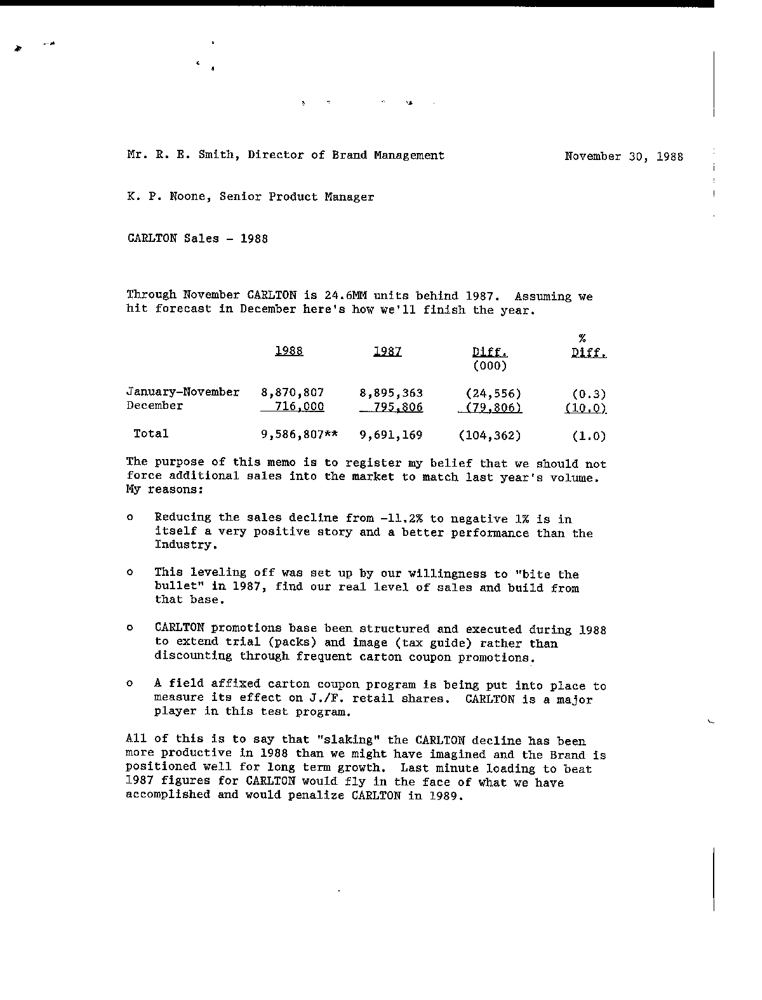 Mr. R. E. Smith, Director of Brand Management November 30, 1988
K. P. Noone, Senior Product Manager
CARLTON Sales - 1988
Through November CARLTON is 24.6MM units behind 1987. Assuming we
hit forecast in December here's how we'll finish the year.
%
1988 1987 Diff. Diff.
(000)
January-November 8,870,807 8,895,363 (24,556) (0.3)
December 716,000 795,806 (79,806) (10.0)
Total 9,586,807** 9,691,169 (104,362) (1.0)
The purpose of this memo is to register my belief that we should not
force additional sales into the market to match last year's volume.
My reasons:
o Reducing the sales decline from -11.2% to negative 1% is in
itself a very positive story and a better performance than the
Industry.
o This leveling off was set up by our willingness to "bite the
bullet" in 1987, find our real level of sales and build from
that base.
o CARLTON promotions base been structured and executed during 1988
to extend trial (packs) and image (tax guide) rather than
discounting through frequent carton coupon promotions.
o A field affixed carton coupon program is being put into place to
measure its effect on J./F. retail shares. CARLTON is a major
player in this test program.
All of this is to say that "slaking" the CARLTON decline has been
more productive in 1988 than we might have imagined and the Brand is
positioned well for long term growth. Last minute loading to beat
1987 figures for CARLTON would fly in the face of what we have
accomplished and would penalize CARLTON in 1989.